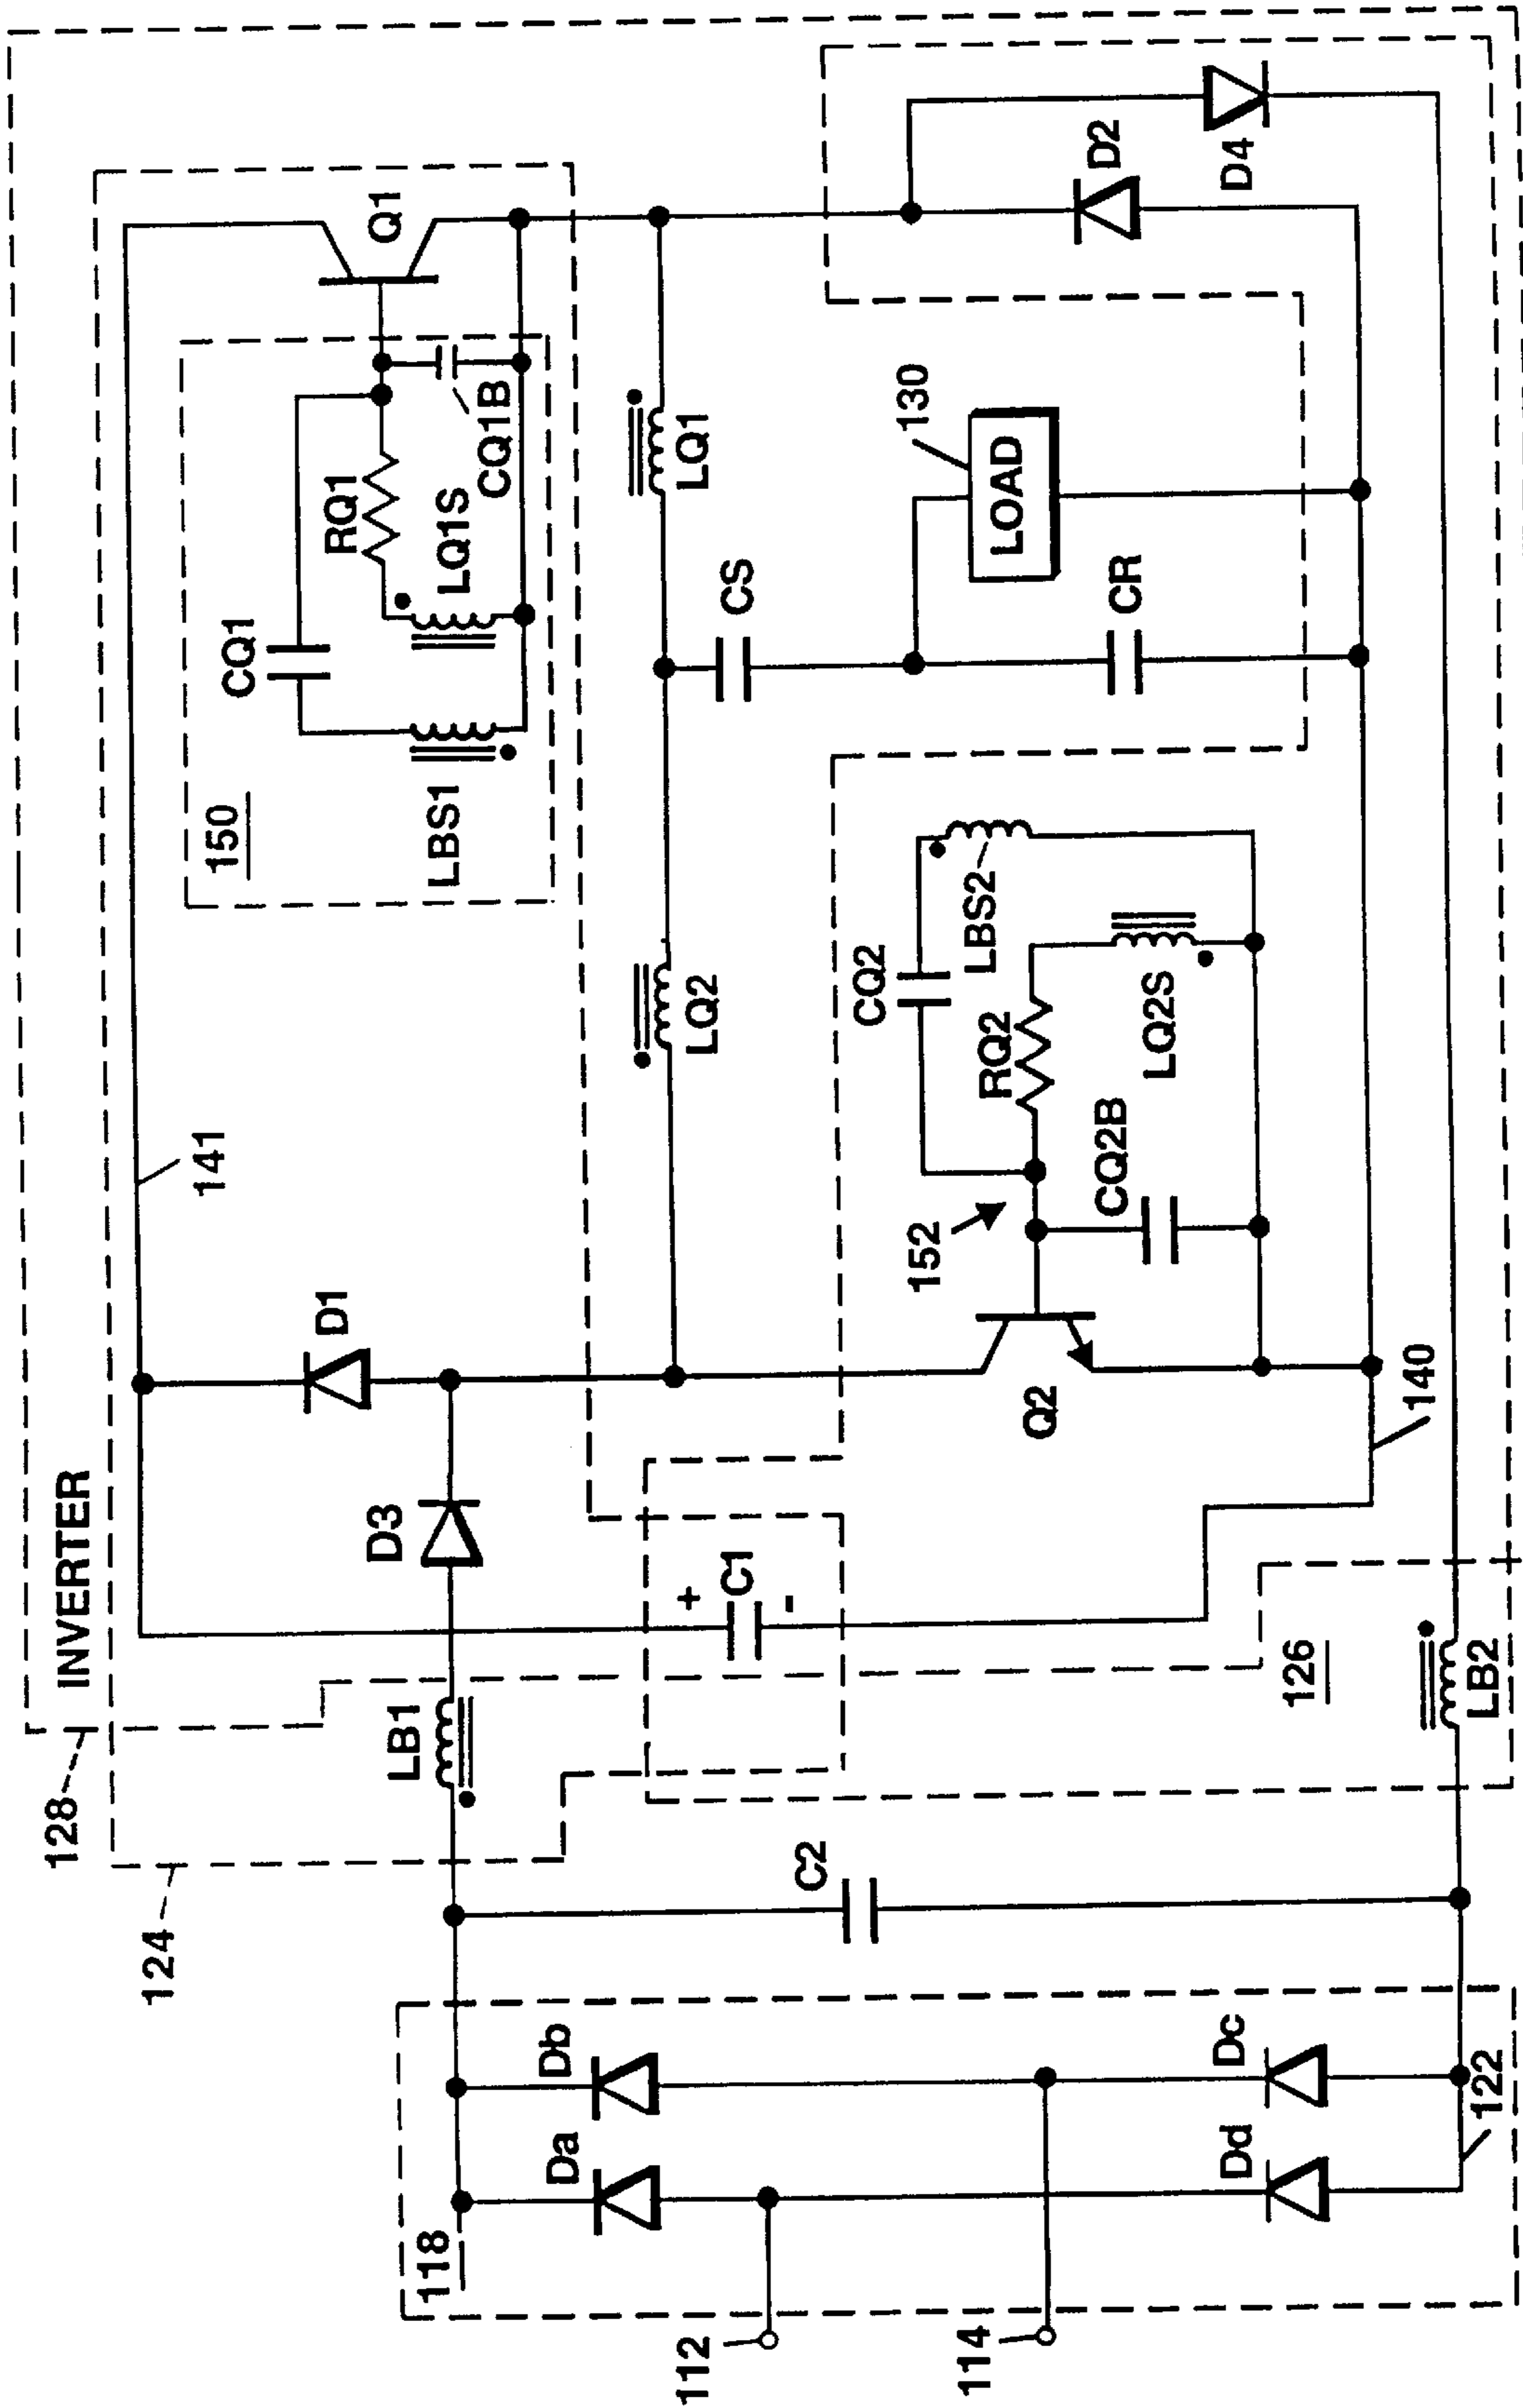 128
INVERTER
124
141
Q1
150
CQ1
RQ1
LQ1S
CQ1B
LBS1
D1
D3
LB1
LQ2
LQ1
CS
C1
+
-
C2
118
Da
Db
Dc
Dd
122
112
114
126
LB2
140
Q2
152
CQ2
RQ2
LBS2
LQ2S
CQ2B
130
LOAD
CR
D2
D4